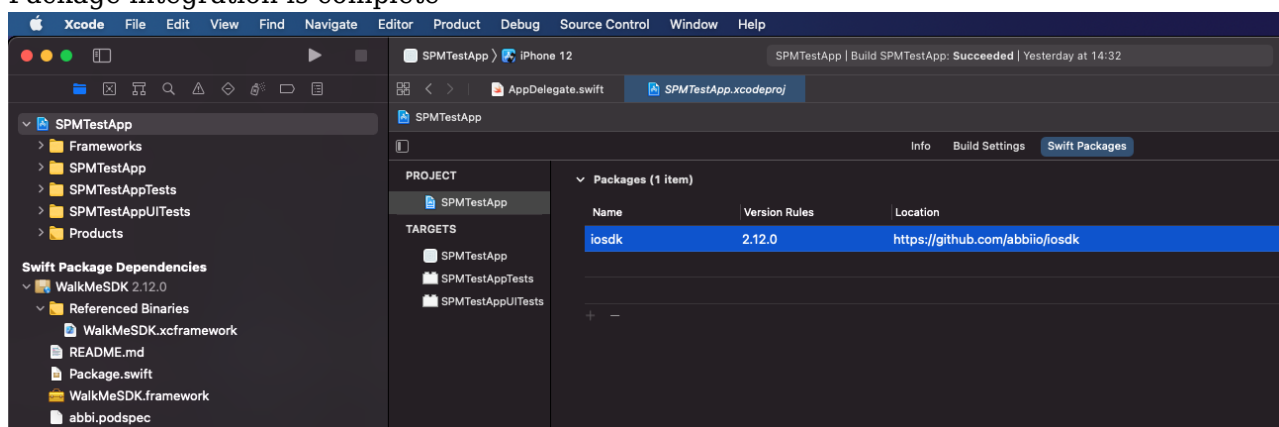 Package integration is complete
Xcode File Edit View Find Navigate Editor Product Debug Source Control Window Help
SPMTestApp 〉 iPhone 12
SPMTestApp | Build SPMTestApp: Succeeded | Yesterday at 14:32
AppDelegate.swift
SPMTestApp.xcodeproj
SPMTestApp
Frameworks
SPMTestApp
SPMTestAppTests
SPMTestAppUITests
Products
Swift Package Dependencies
WalkMeSDK 2.12.0
Referenced Binaries
WalkMeSDK.xcframework
README.md
Package.swift
WalkMeSDK.framework
abbi.podspec
SPMTestApp
Info Build Settings Swift Packages
PROJECT
SPMTestApp
TARGETS
SPMTestApp
SPMTestAppTests
SPMTestAppUITests
Packages (1 item)
Name Version Rules Location
iosdk 2.12.0 https://github.com/abbiio/iosdk